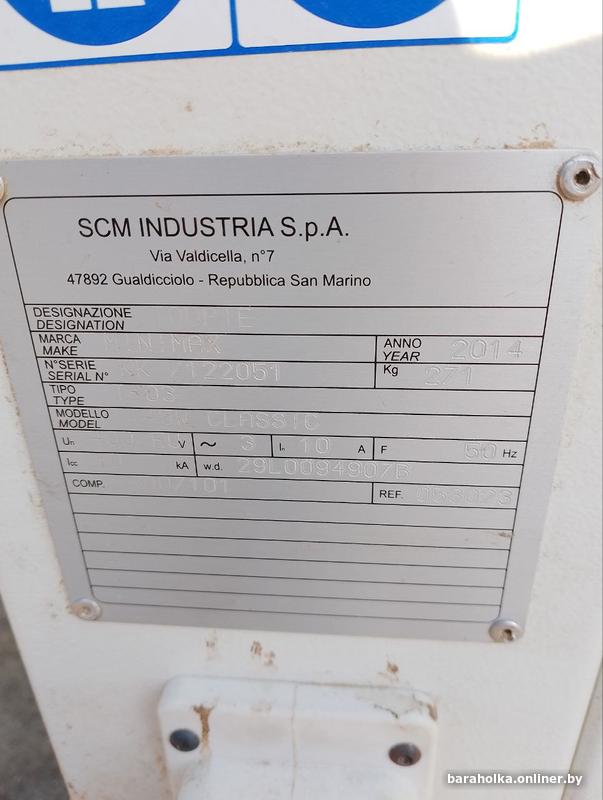 SCM INDUSTRIA S.p.A.
Via Valdicella, n°7
47892 Gualdicciolo - Repubblica San Marino
DESIGNAZIONE
DESIGNATION
MARCA
MAKE MINIMAX
ANNO
YEAR 2014
N°SERIE
SERIAL N°
Kg 271
TIPO
TYPE
MODELLO
MODEL CLASSIC
Un V ~ 3 In 10 A F 50 Hz
Icc kA w.d. 29L0094907B
COMP.
REF. 053073
baraholka.onliner.by